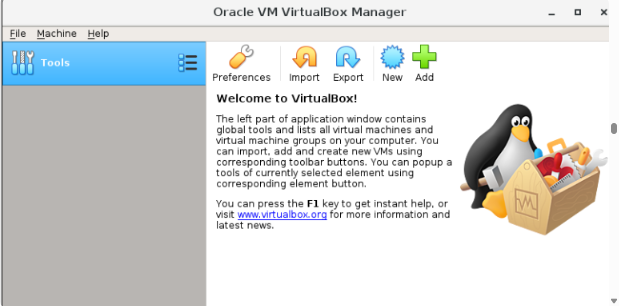 Oracle VM VirtualBox Manager
File Machine Help
Tools
Preferences Import Export New Add
Welcome to VirtualBox!
The left part of application window contains
global tools and lists all virtual machines and
virtual machine groups on your computer. You
can import, add and create new VMs using
corresponding toolbar buttons. You can popup a
tools of currently selected element using
corresponding element button.
You can press the F1 key to get instant help, or
visit www.virtualbox.org for more information and
latest news.